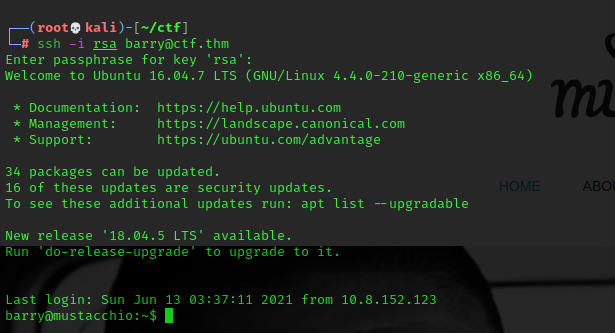 ┌──(root💀kali)-[~/ctf]
└─# ssh -i rsa barry@ctf.thm
Enter passphrase for key 'rsa':
Welcome to Ubuntu 16.04.7 LTS (GNU/Linux 4.4.0-210-generic x86_64)
 * Documentation:  https://help.ubuntu.com
 * Management:     https://landscape.canonical.com
 * Support:        https://ubuntu.com/advantage
34 packages can be updated.
16 of these updates are security updates.
To see these additional updates run: apt list --upgradable
HOME
New release '18.04.5 LTS' available.
Run 'do-release-upgrade' to upgrade to it.
Last login: Sun Jun 13 03:37:11 2021 from 10.8.152.123
barry@mustacchio:~$